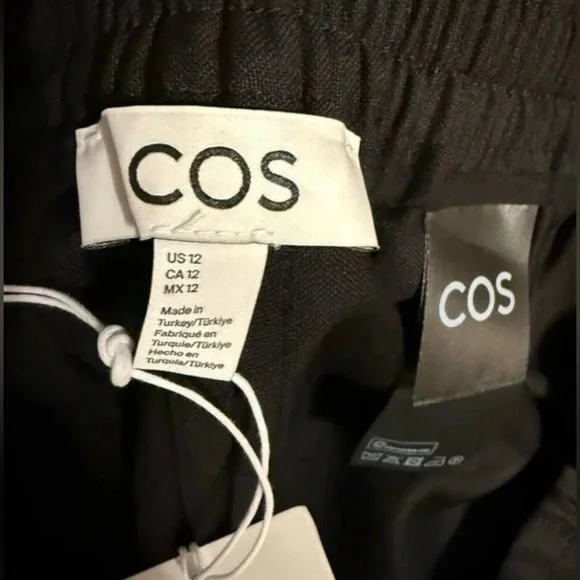 COS
US 12
CA 12
MX 12
Made in
Turkey/Türkiye
Fabriqué en
Turquie/Türkiye
Hecho en
Turquía/Türkiye
COS